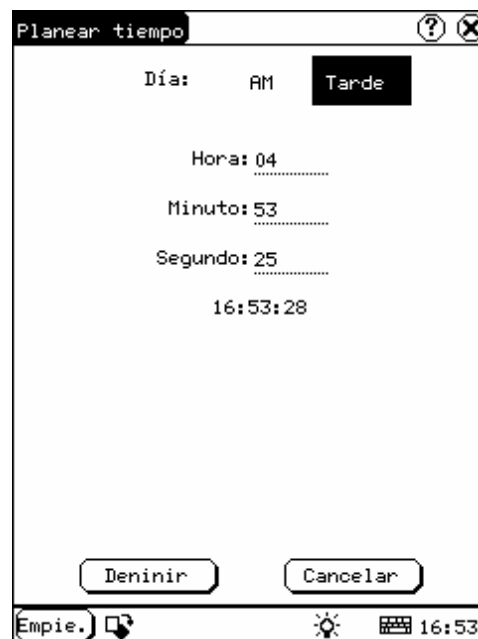 Planear tiempo ?
Día: AM Tarde
Hora: 04
Minuto: 53
Segundo: 25
16:53:28
Deninir Cancelar
Empie. 16:53